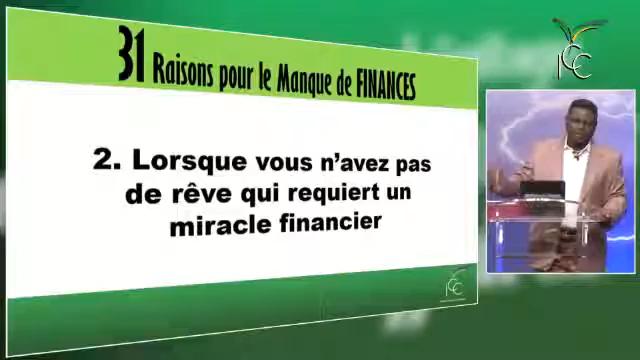 31 Raisons pour le Manque de FINANCES
2. Lorsque vous n'avez pas
de rêve qui requiert un
miracle financier
ICC
ICC